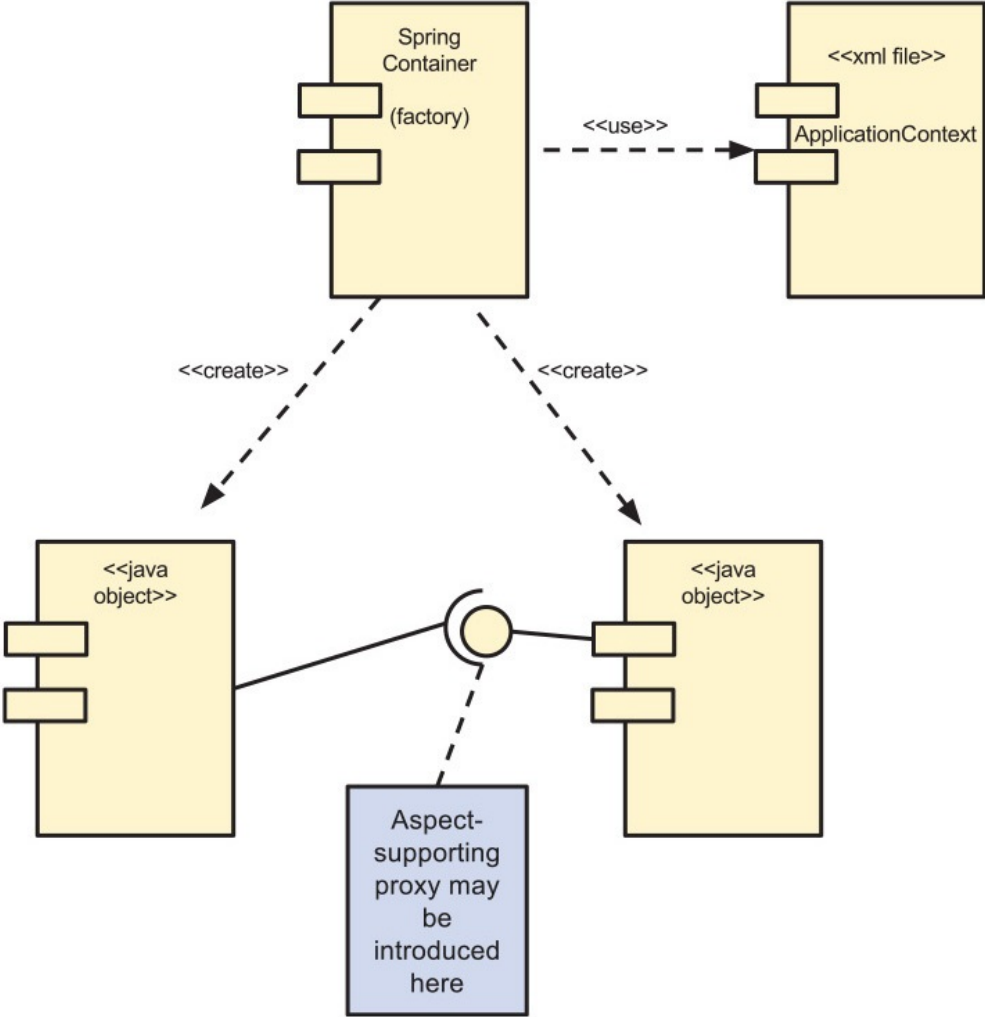 Spring
Container
(factory)
<<use>>
<<xml file>>
ApplicationContext
<<create>>
<<create>>
<<java
object>>
<<java
object>>
Aspect-
supporting
proxy may
be
introduced
here